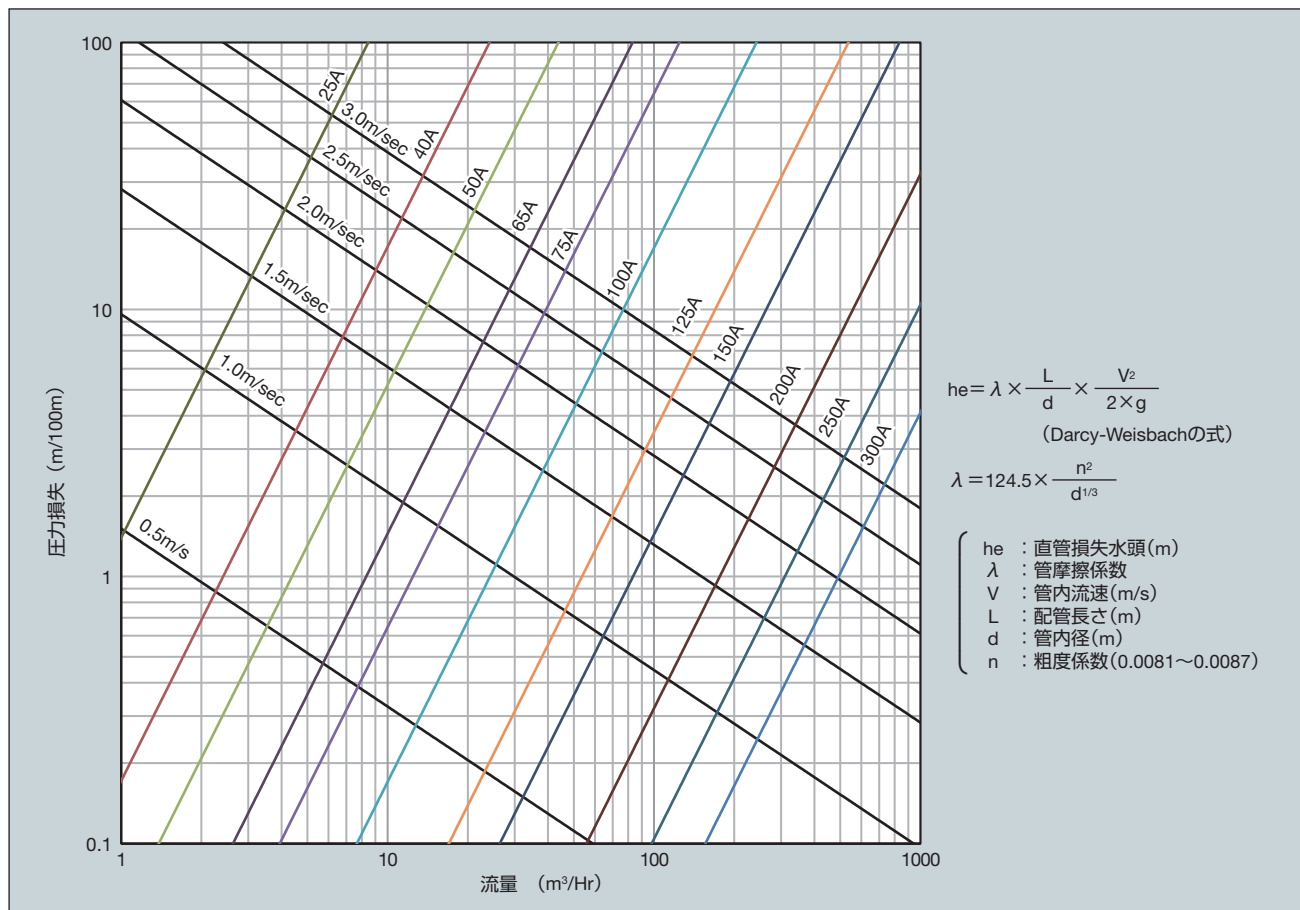 100
10
1
0.1
1
10
100
1000
圧力損失（m/100m）
流量　（m³/Hr）
25A
40A
50A
65A
75A
100A
125A
150A
200A
250A
300A
3.0m/sec
2.5m/sec
2.0m/sec
1.5m/sec
1.0m/sec
0.5m/s
he＝λ×L/d×V²/2×g
（Darcy-Weisbachの式）
λ＝124.5×n²/d^1/3
he：直管損失水頭(m)
λ：管摩擦係数
V：管内流速(m/s)
L：配管長さ(m)
d：管内径(m)
n：粗度係数(0.0081～0.0087)